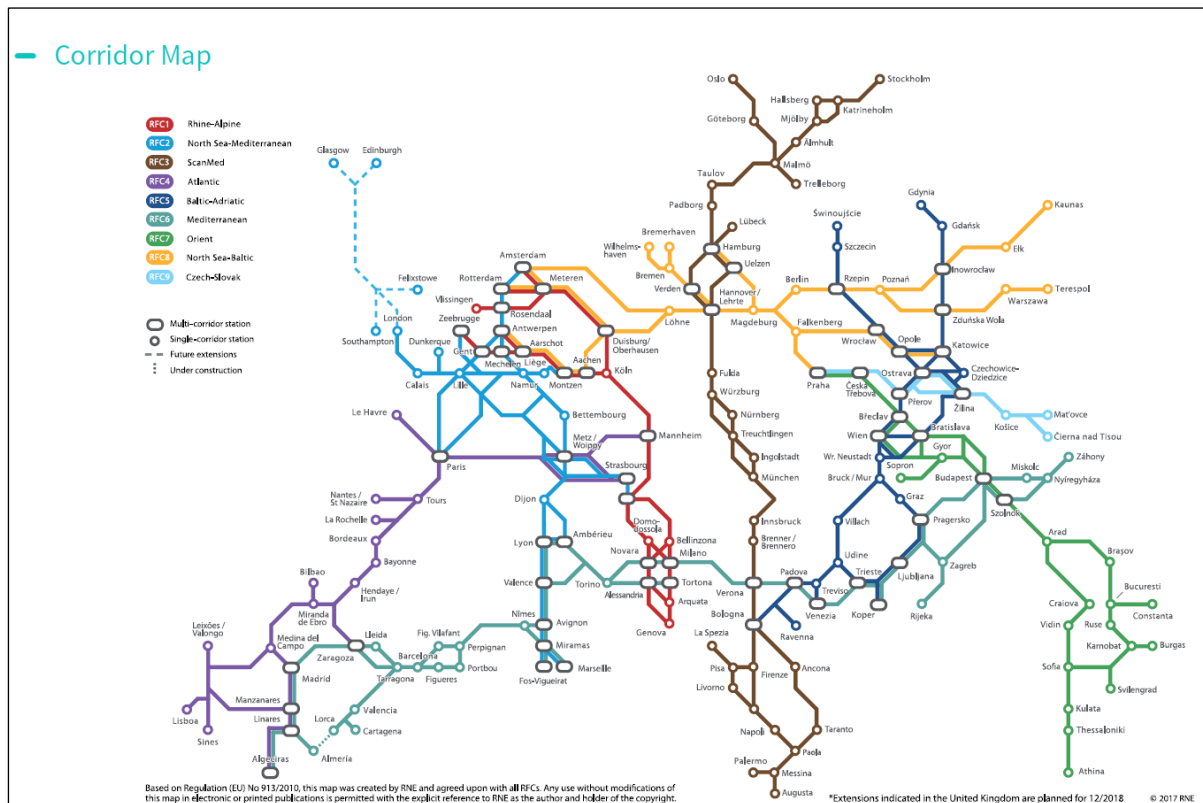 Corridor Map
RFC1 Rhine-Alpine
RFC2 North Sea-Mediterranean
RFC3 ScanMed
RFC4 Atlantic
RFC5 Baltic-Adriatic
RFC6 Mediterranean
RFC7 Orient
RFC8 North Sea-Baltic
RFC9 Czech-Slovak
Multi-corridor station
Single-corridor station
Future extensions
Under construction
Glasgow
Edinburgh
Felixstowe
London
Southampton
Dunkerque
Calais
Lille
Zeebrugge
Gent
Vlissingen
Amsterdam
Rotterdam
Meteren
Rosendaal
Antwerpen
Aarschot
Mechelen
Liège
Aachen
Namur
Montzen
Duisburg/
Oberhausen
Köln
Löhne
Bettembourg
Metz /
Woippy
Strasbourg
Mannheim
Le Havre
Paris
Nantes /
St Nazaire
Tours
La Rochelle
Bordeaux
Bayonne
Hendaye /
Irun
Bilbao
Miranda
de Ebro
Leixões /
Valongo
Medina del
Campo
Zaragoza
Lleida
Madrid
Manzanares
Linares
Lisboa
Sines
Algeciras
Almería
Lorca
Cartagena
Valencia
Tarragona
Barcelona
Fig. Vilafant
Figueres
Perpignan
Portbou
Nîmes
Avignon
Miramas
Marseille
Fos-Vigueirat
Valence
Lyon
Ambérieu
Dijon
Torino
Domo-
dossola
Novara
Alessandria
Bellinzona
Milano
Tortona
Arquata
Genova
Oslo
Stockholm
Hallsberg
Katrineholm
Göteborg
Mjölby
Älmhult
Malmö
Trelleborg
Taulov
Padborg
Lübeck
Hamburg
Uelzen
Bremerhaven
Wilhelms-
haven
Bremen
Verden
Hannover/
Lehrte
Magdeburg
Berlin
Falkenberg
Fulda
Würzburg
Nürnberg
Treuchtlingen
Ingolstadt
München
Innsbruck
Brenner /
Brennero
Verona
Bologna
Padova
Treviso
Venezia
Ravenna
La Spezia
Pisa
Livorno
Firenze
Ancona
Napoli
Taranto
Paola
Palermo
Messina
Augusta
Świnoujście
Szczecin
Rzepin
Poznań
Gdynia
Gdańsk
Inowrocław
Kaunas
Ełk
Terespol
Warszawa
Zduńska Wola
Wrocław
Opole
Katowice
Czechowice-
Dziedzice
Ostrava
Praha
Česká
Třebová
Přerov
Žilina
Košice
Maťovce
Čierna nad Tisou
Břeclav
Wien
Bratislava
Wr. Neustadt
Sopron
Gyor
Budapest
Miskolc
Záhony
Nyíregyháza
Szolnok
Bruck / Mur
Graz
Villach
Udine
Pragersko
Trieste
Ljubljana
Koper
Zagreb
Rijeka
Arad
Braşov
Bucuresti
Craiova
Constanta
Vidin
Ruse
Karnobat
Burgas
Sofia
Svilengrad
Kulata
Thessaloniki
Athina
Based on Regulation (EU) No 913/2010, this map was created by RNE and agreed upon with all RFCs. Any use without modifications of
this map in electronic or printed publications is permitted with the explicit reference to RNE as the author and holder of the copyright.
*Extensions indicated in the United Kingdom are planned for 12/2018
© 2017 RNE